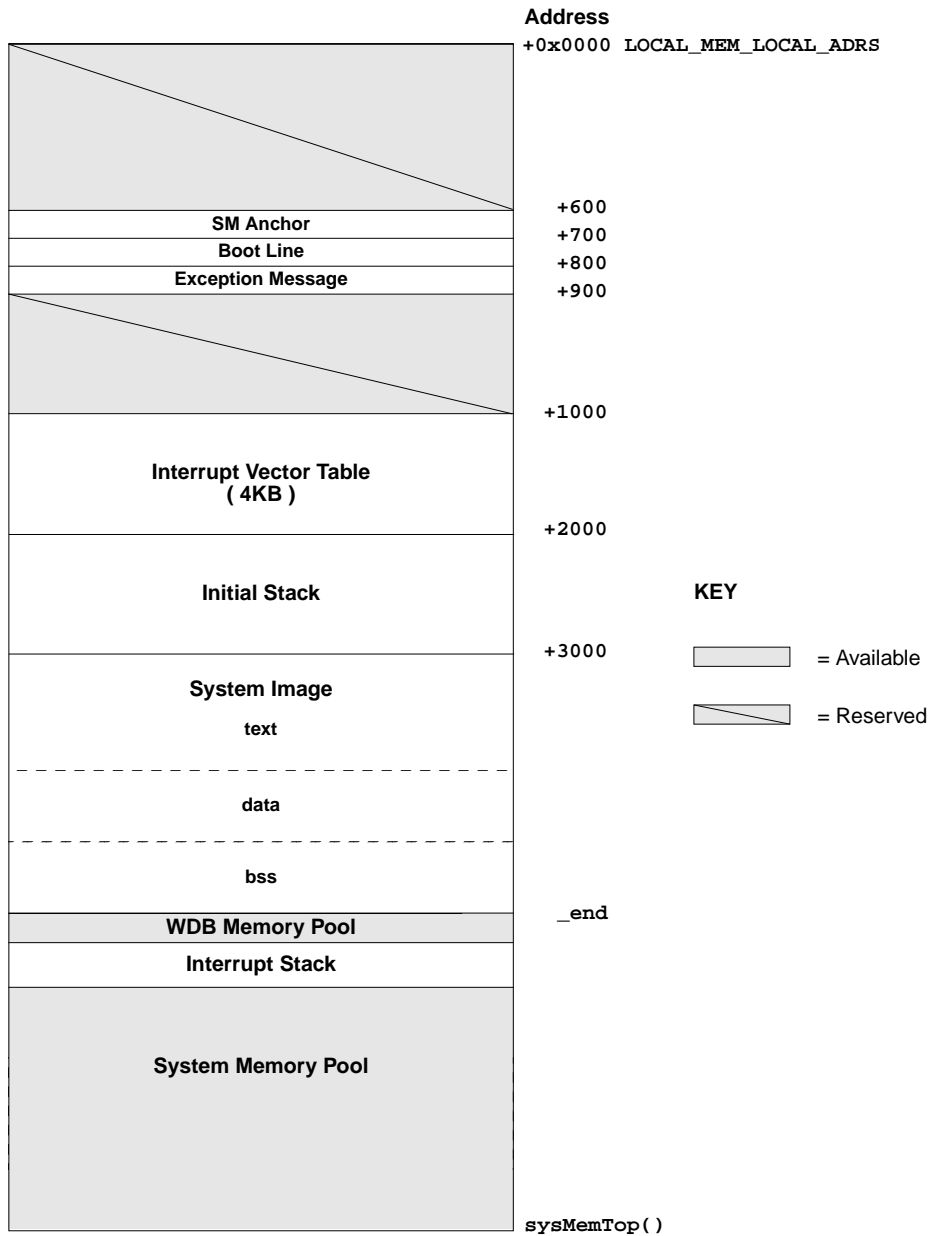 Address
+0x0000 LOCAL_MEM_LOCAL_ADRS
+600
SM Anchor
+700
Boot Line
+800
Exception Message
+900
+1000
Interrupt Vector Table
( 4KB )
+2000
Initial Stack
KEY
+3000
= Available
System Image
text
= Reserved
data
bss
_end
WDB Memory Pool
Interrupt Stack
System Memory Pool
sysMemTop()